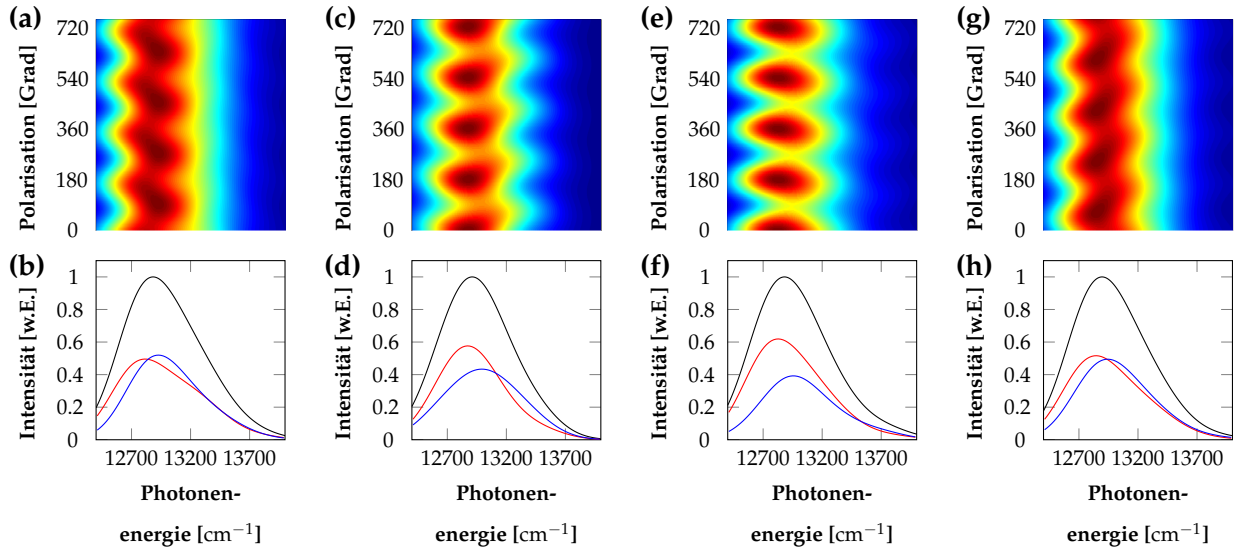 (a)
(c)
(e)
(g)
Polarisation [Grad]
720
540
360
180
0
Polarisation [Grad]
720
540
360
180
0
Polarisation [Grad]
720
540
360
180
0
Polarisation [Grad]
720
540
360
180
0
(b)
(d)
(f)
(h)
Intensität [w.E.]
1
0.8
0.6
0.4
0.2
0
Intensität [w.E.]
1
0.8
0.6
0.4
0.2
0
Intensität [w.E.]
1
0.8
0.6
0.4
0.2
0
Intensität [w.E.]
1
0.8
0.6
0.4
0.2
0
12700 13200 13700
12700 13200 13700
12700 13200 13700
12700 13200 13700
Photonen-
energie [cm⁻¹]
Photonen-
energie [cm⁻¹]
Photonen-
energie [cm⁻¹]
Photonen-
energie [cm⁻¹]